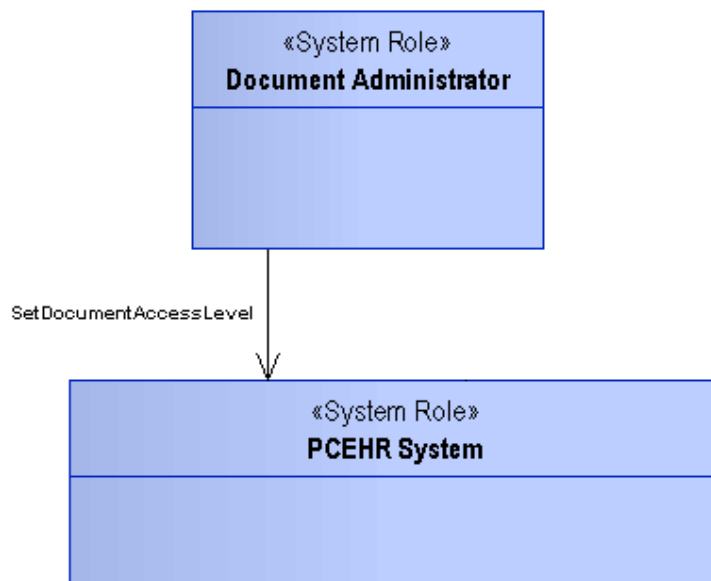 «System Role»
Document Administrator
SetDocumentAccessLevel
«System Role»
PCEHR System